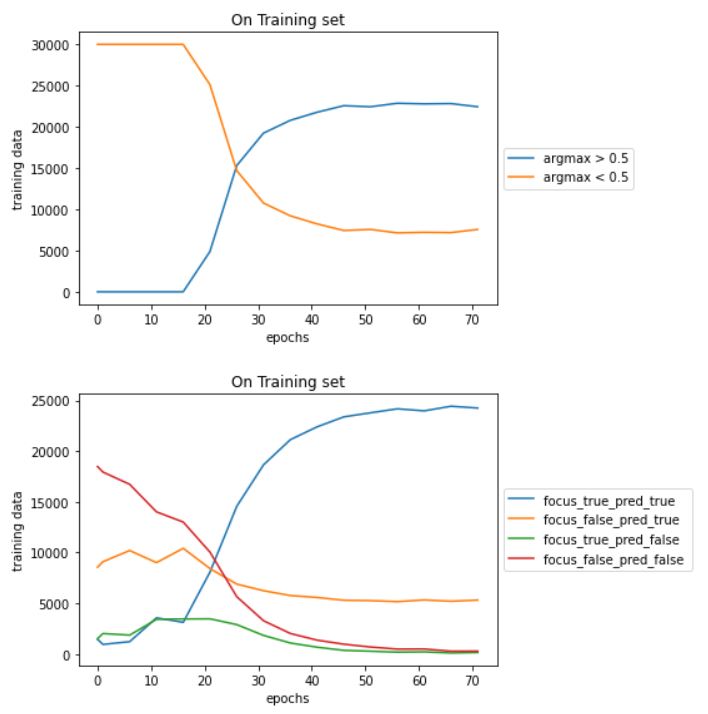 On Training set
30000
25000
20000
15000
10000
5000
0
training data
0 10 20 30 40 50 60 70
epochs
argmax > 0.5
argmax < 0.5
On Training set
25000
20000
15000
10000
5000
0
training data
0 10 20 30 40 50 60 70
epochs
focus_true_pred_true
focus_false_pred_true
focus_true_pred_false
focus_false_pred_false